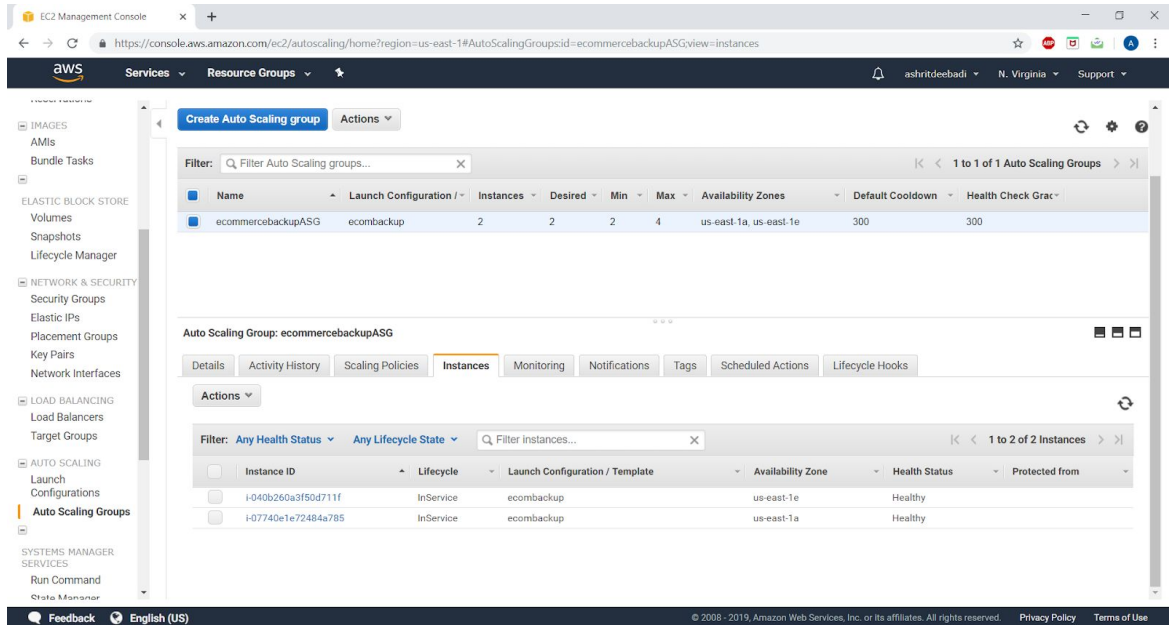 EC2 Management Console
https://console.aws.amazon.com/ec2/autoscaling/home?region=us-east-1#AutoScalingGroups:id=ecommercebackupASG;view=instances
ABP
A
aws Services Resource Groups ashritdeebadi N. Virginia Support
IMAGES
AMIs
Bundle Tasks
ELASTIC BLOCK STORE
Volumes
Snapshots
Lifecycle Manager
NETWORK & SECURITY
Security Groups
Elastic IPs
Placement Groups
Key Pairs
Network Interfaces
LOAD BALANCING
Load Balancers
Target Groups
AUTO SCALING
Launch
Configurations
Auto Scaling Groups
SYSTEMS MANAGER
SERVICES
Run Command
State Manager
Create Auto Scaling group Actions
Filter: Filter Auto Scaling groups... 1 to 1 of 1 Auto Scaling Groups
Name Launch Configuration / Instances Desired Min Max Availability Zones Default Cooldown Health Check Grac
ecommercebackupASG ecombackup 2 2 2 4 us-east-1a, us-east-1e 300 300
Auto Scaling Group: ecommercebackupASG
Details Activity History Scaling Policies Instances Monitoring Notifications Tags Scheduled Actions Lifecycle Hooks
Actions
Filter: Any Health Status Any Lifecycle State Filter instances... 1 to 2 of 2 Instances
Instance ID Lifecycle Launch Configuration / Template Availability Zone Health Status Protected from
i-040b260a3f50d711f InService ecombackup us-east-1e Healthy
i-07740e1e72484a785 InService ecombackup us-east-1a Healthy
Feedback English (US) © 2008 - 2019, Amazon Web Services, Inc. or its affiliates. All rights reserved. Privacy Policy Terms of Use